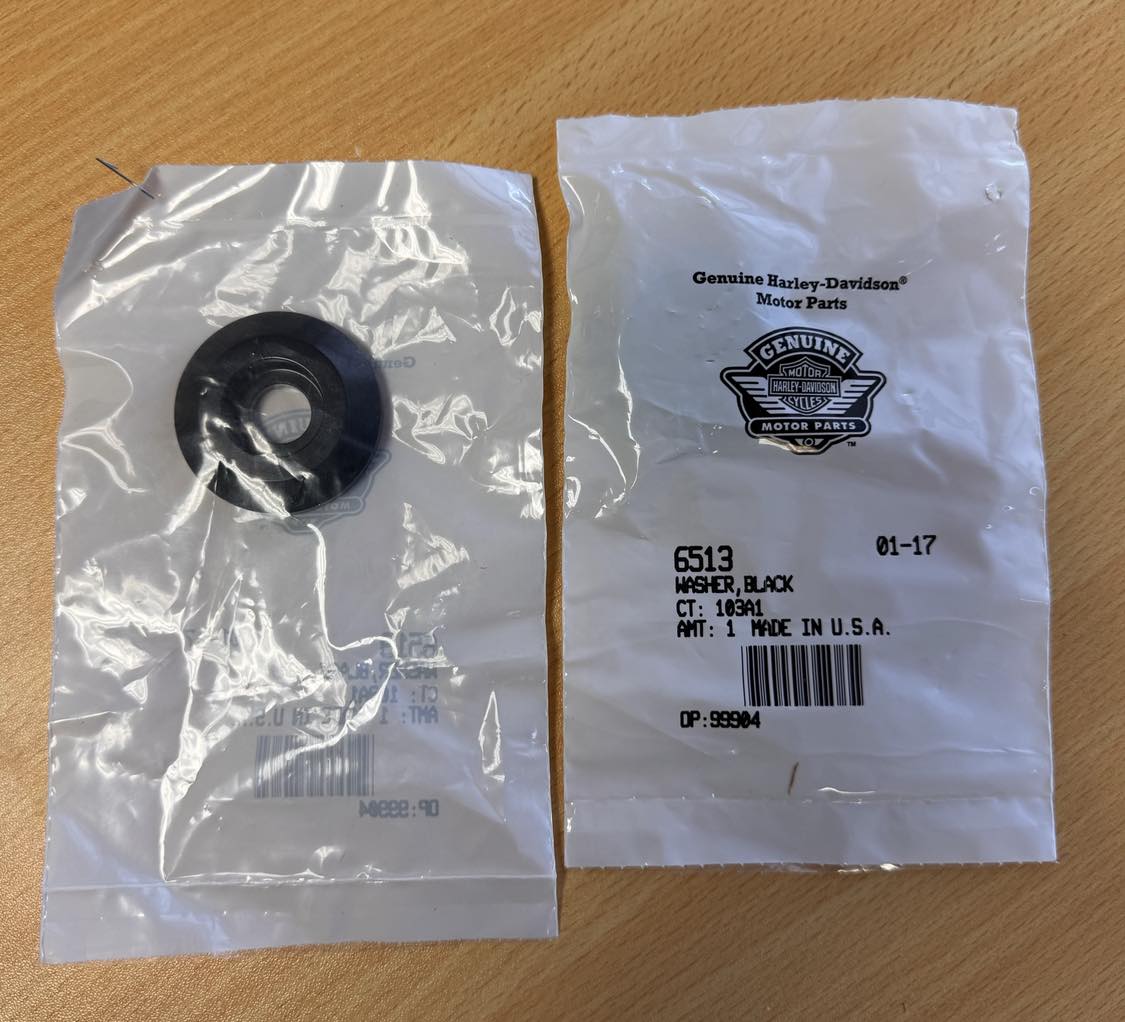 Genuine Harley-Davidson®
Motor Parts
GENUINE
MOTOR
HARLEY-DAVIDSON
CYCLES
MOTOR PARTS
TM
6513
01-17
WASHER,BLACK
CT: 103A1
AMT: 1 MADE IN U.S.A.
OP:99904